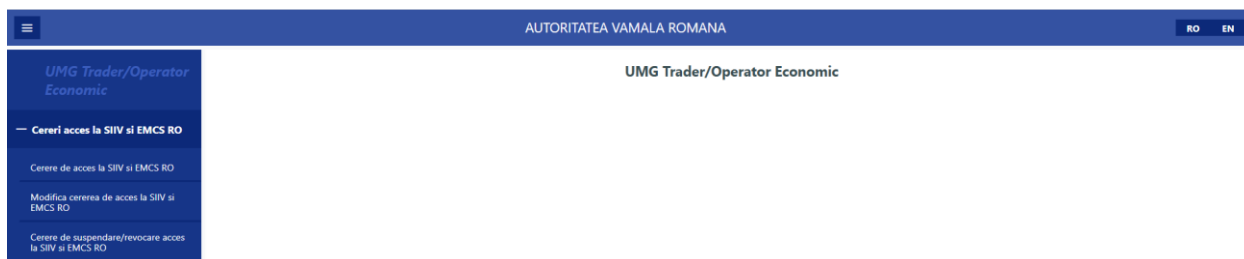 AUTORITATEA VAMALA ROMANA
RO EN
UMG Trader/Operator
Economic
UMG Trader/Operator Economic
Cereri acces la SIIV si EMCS RO
Cerere de acces la SIIV si EMCS RO
Modifica cererea de acces la SIIV si
EMCS RO
Cerere de suspendare/revocare acces
la SIIV si EMCS RO